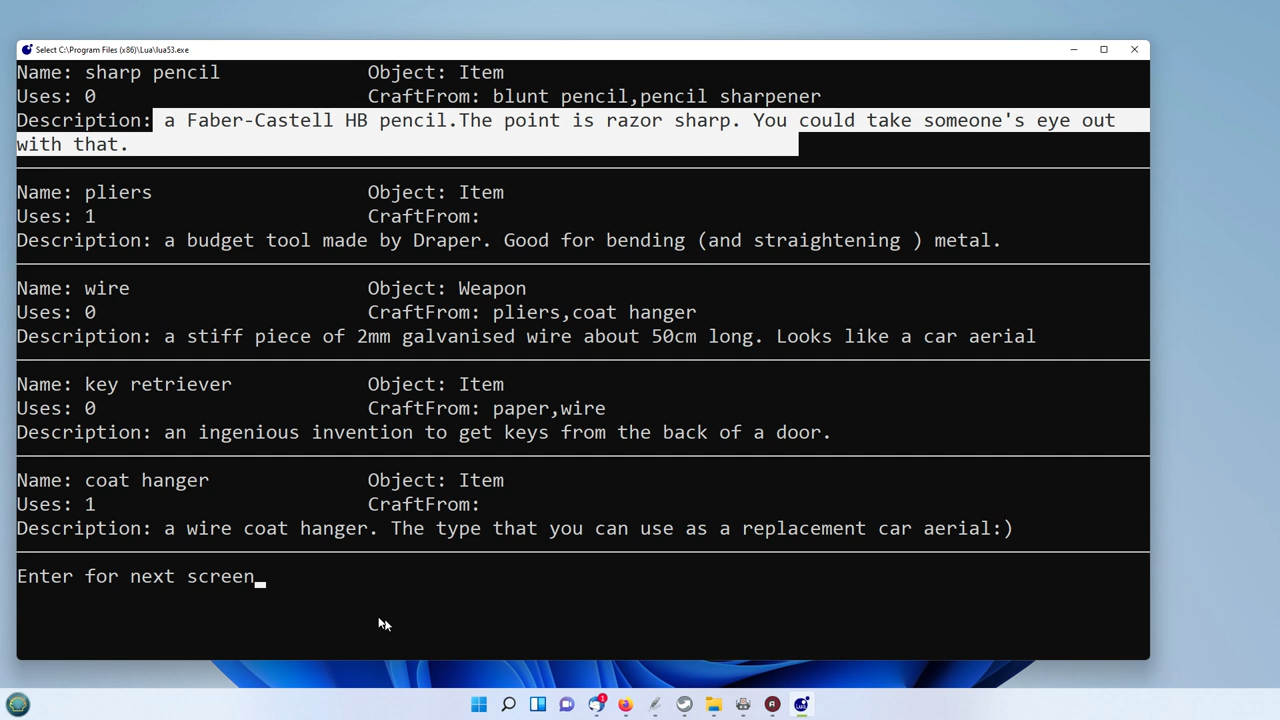 Select C:\Program Files (x86)\Lua\lua53.exe
Name: sharp pencil Object: Item
Uses: 0 CraftFrom: blunt pencil,pencil sharpener
Description: a Faber-Castell HB pencil.The point is razor sharp. You could take someone's eye out
with that.
Name: pliers Object: Item
Uses: 1 CraftFrom:
Description: a budget tool made by Draper. Good for bending (and straightening ) metal.
Name: wire Object: Weapon
Uses: 0 CraftFrom: pliers,coat hanger
Description: a stiff piece of 2mm galvanised wire about 50cm long. Looks like a car aerial
Name: key retriever Object: Item
Uses: 0 CraftFrom: paper,wire
Description: an ingenious invention to get keys from the back of a door.
Name: coat hanger Object: Item
Uses: 1 CraftFrom:
Description: a wire coat hanger. The type that you can use as a replacement car aerial:)
Enter for next screen